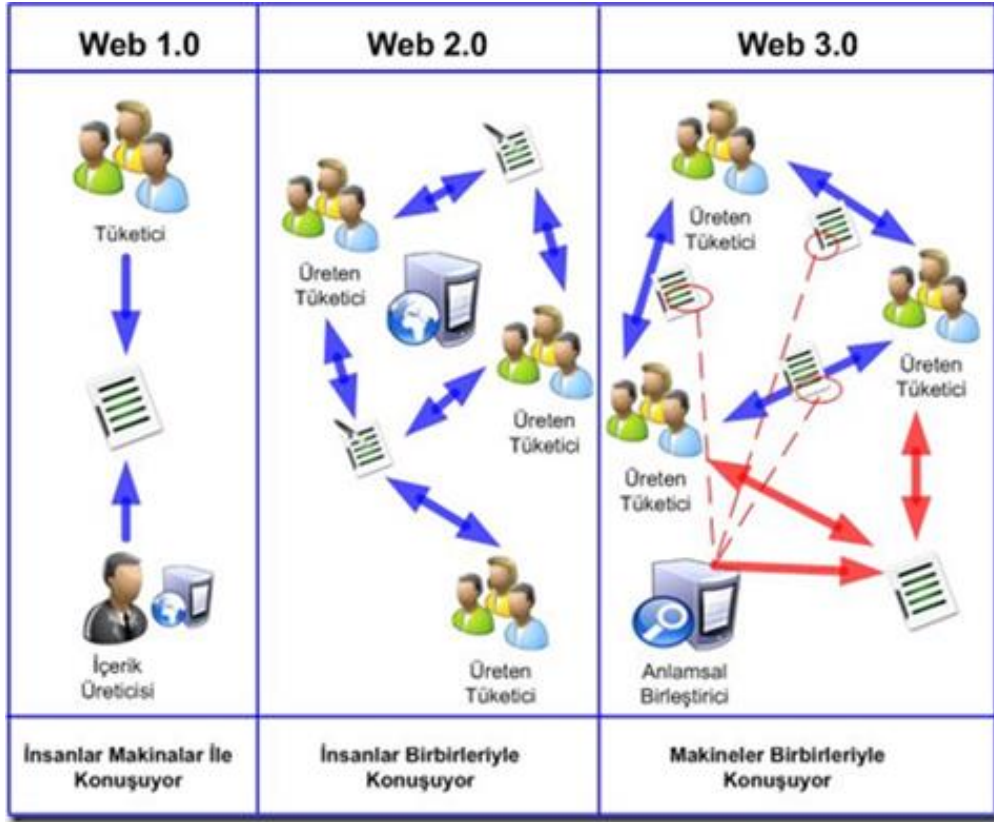 Web 1.0
Web 2.0
Web 3.0
Tüketici
İçerik
Üreticisi
İnsanlar Makinalar İle
Konuşuyor
Üreten
Tüketici
Üreten
Tüketici
Üreten
Tüketici
İnsanlar Birbirleriyle
Konuşuyor
Üreten
Tüketici
Üreten
Tüketici
Üreten
Tüketici
Anlamsal
Birleştirici
Makineler Birbirleriyle
Konuşuyor